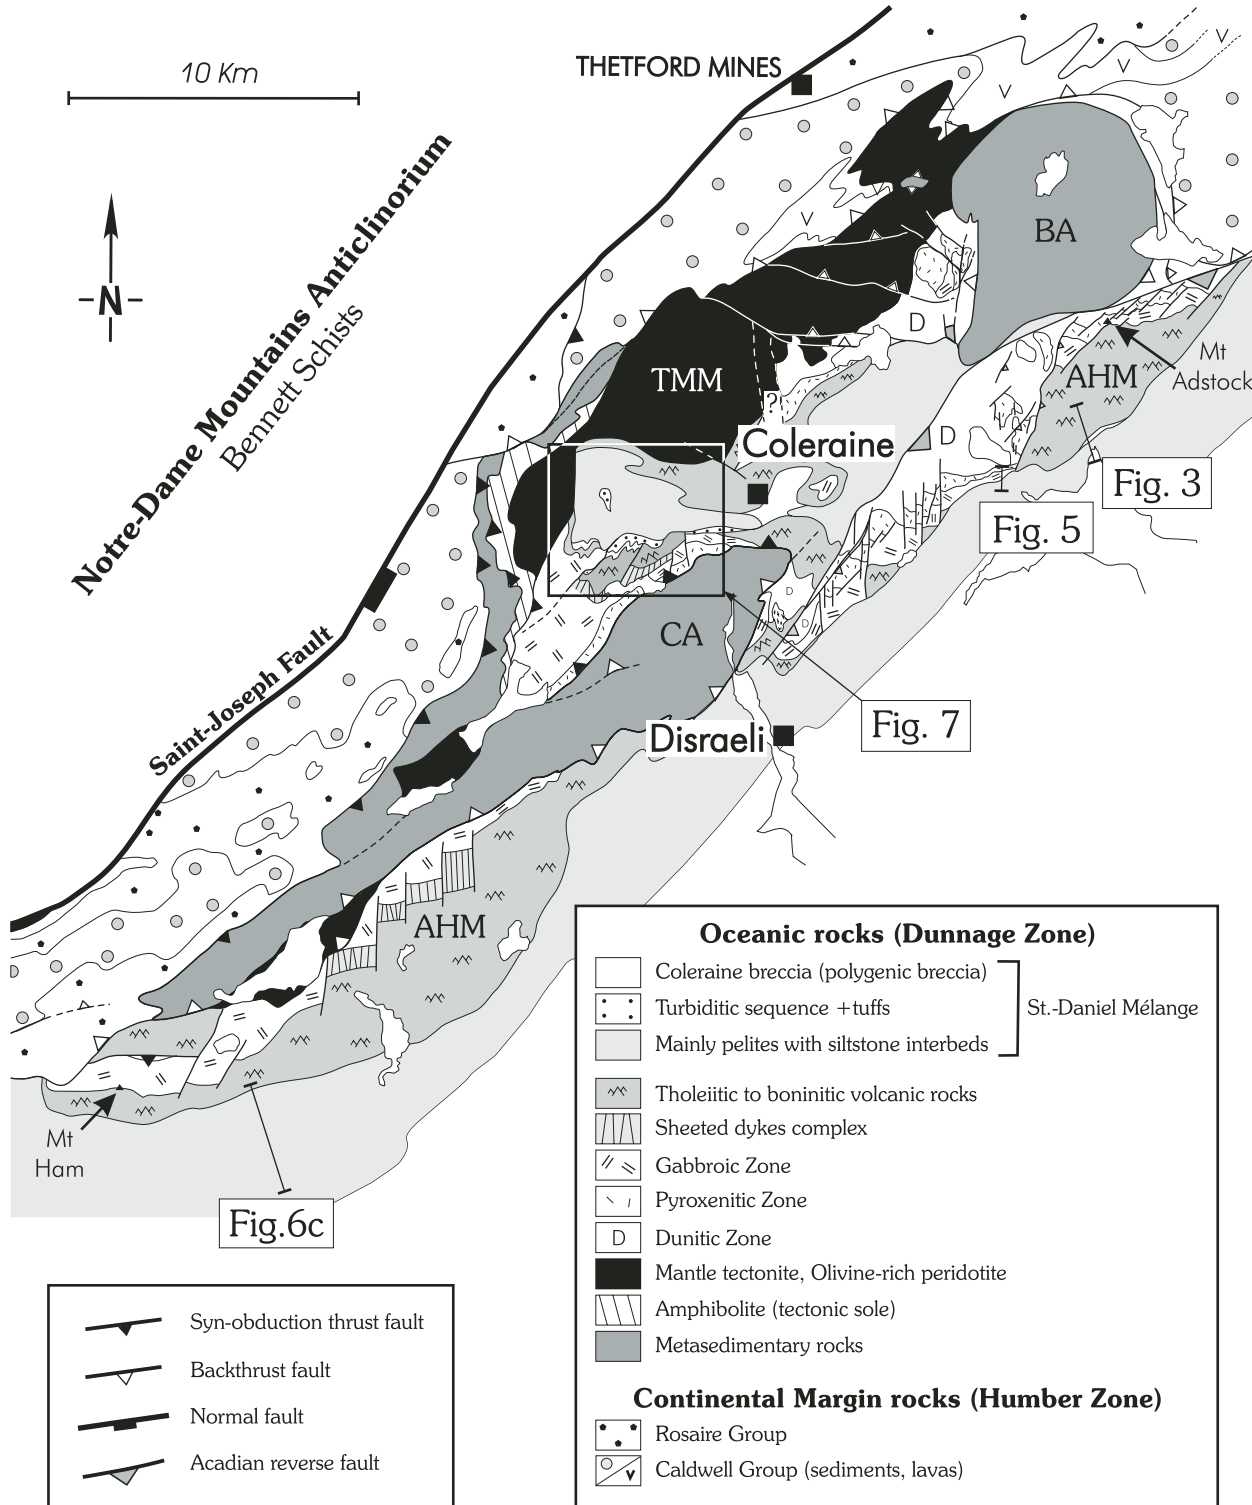 10 Km
THETFORD MINES
V
V
V
V
Notre-Dame Mountains Anticlinorium
Bennett Schists
N
BA
D
TMM
?
Mt
Adstock
AHM
Coleraine
D
Fig. 3
Fig. 5
D
D
CA
Saint-Joseph Fault
Fig. 7
Disraeli
AHM
Mt
Ham
Fig.6c
Oceanic rocks (Dunnage Zone)
Coleraine breccia (polygenic breccia)
Turbiditic sequence +tuffs
St.-Daniel Mélange
Mainly pelites with siltstone interbeds
Tholeiitic to boninitic volcanic rocks
Sheeted dykes complex
Gabbroic Zone
Pyroxenitic Zone
D
Dunitic Zone
Mantle tectonite, Olivine-rich peridotite
Amphibolite (tectonic sole)
Metasedimentary rocks
Continental Margin rocks (Humber Zone)
Rosaire Group
v
Caldwell Group (sediments, lavas)
Syn-obduction thrust fault
Backthrust fault
Normal fault
Acadian reverse fault